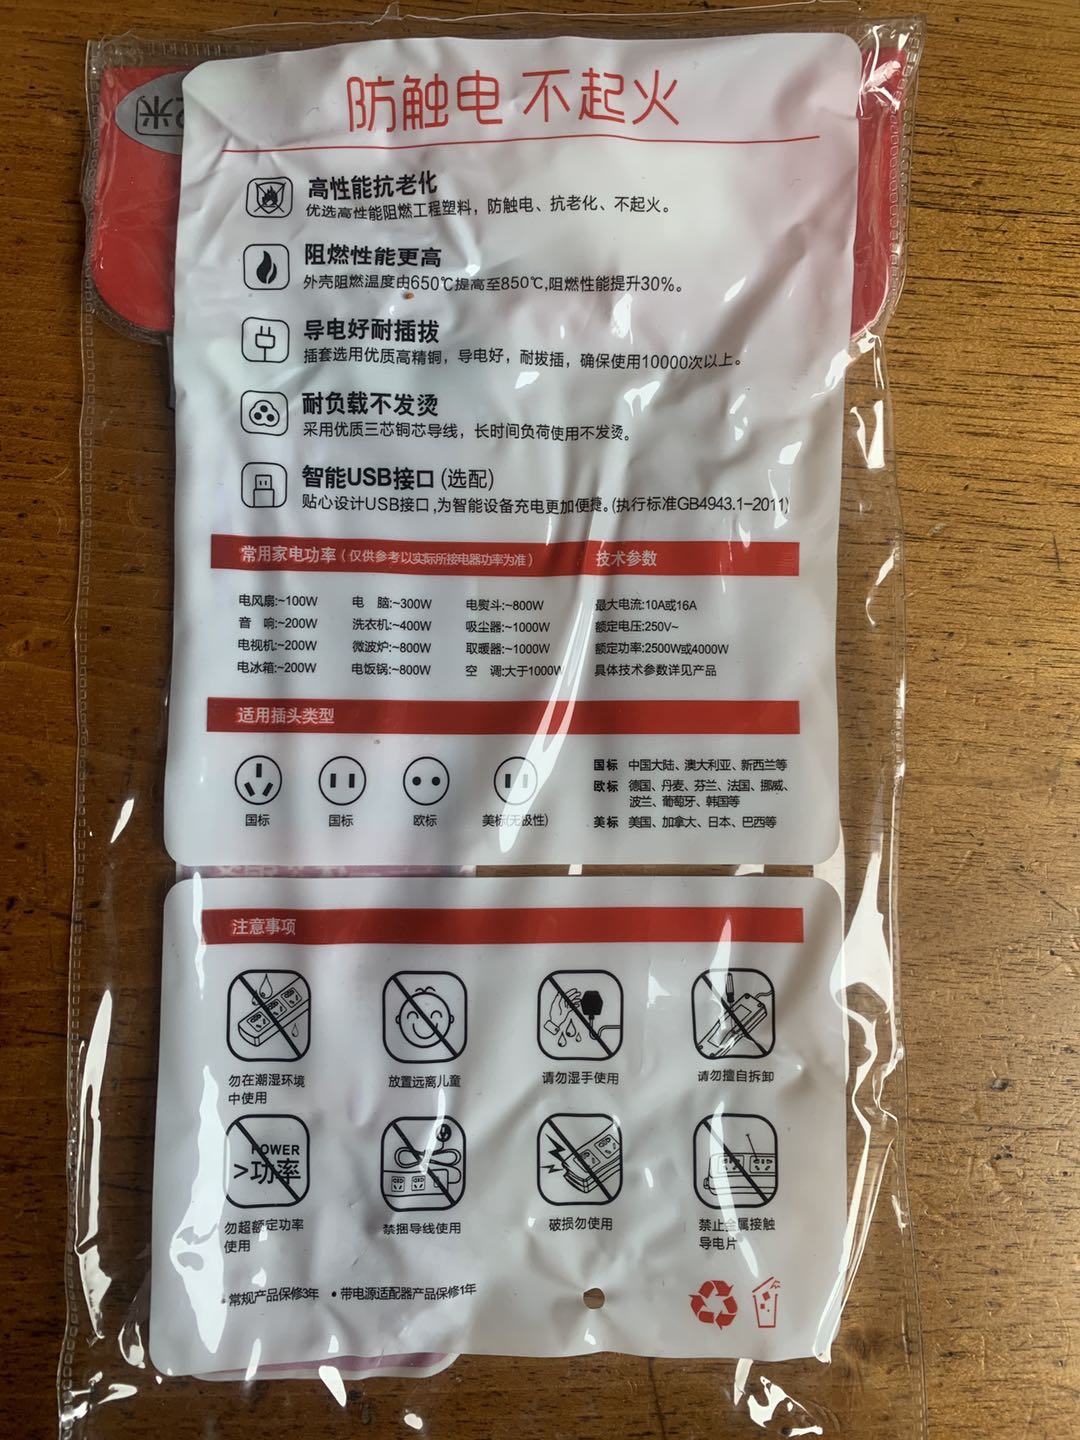 米
防触电 不起火
高性能抗老化
优选高性能阻燃工程塑料，防触电、抗老化、不起火。
阻燃性能更高
外壳阻燃温度由650℃提高至850℃,阻燃性能提升30%。
导电好耐插拔
插套选用优质高精铜，导电好，耐拔插，确保使用10000次以上。
耐负载不发烫
采用优质三芯铜芯导线，长时间负荷使用不发烫。
智能USB接口(选配)
贴心设计USB接口,为智能设备充电更加便捷。(执行标准GB4943.1-2011)
常用家电功率（仅供参考以实际所接电器功率为准） 技术参数
电风扇:~100W 电 脑:~300W 电熨斗:~800W 最大电流:10A或16A
音 响:~200W 洗衣机:~400W 吸尘器:~1000W 额定电压:250V~
电视机:~200W 微波炉:~800W 取暖器:~1000W 额定功率:2500W或4000W
电冰箱:~200W 电饭锅:~800W 空 调:大于1000W 具体技术参数详见产品
适用插头类型
国标 国标 欧标 美标(无极性)
国标 中国大陆、澳大利亚、新西兰等
欧标 德国、丹麦、芬兰、法国、挪威、
波兰、葡萄牙、韩国等
美标 美国、加拿大、日本、巴西等
注意事项
勿在潮湿环境
中使用
放置远离儿童
请勿湿手使用
请勿擅自拆卸
POWER
>功率
勿超额定功率
使用
禁捆导线使用
破损勿使用
禁止金属接触
导电片
•常规产品保修3年 •带电源适配器产品保修1年